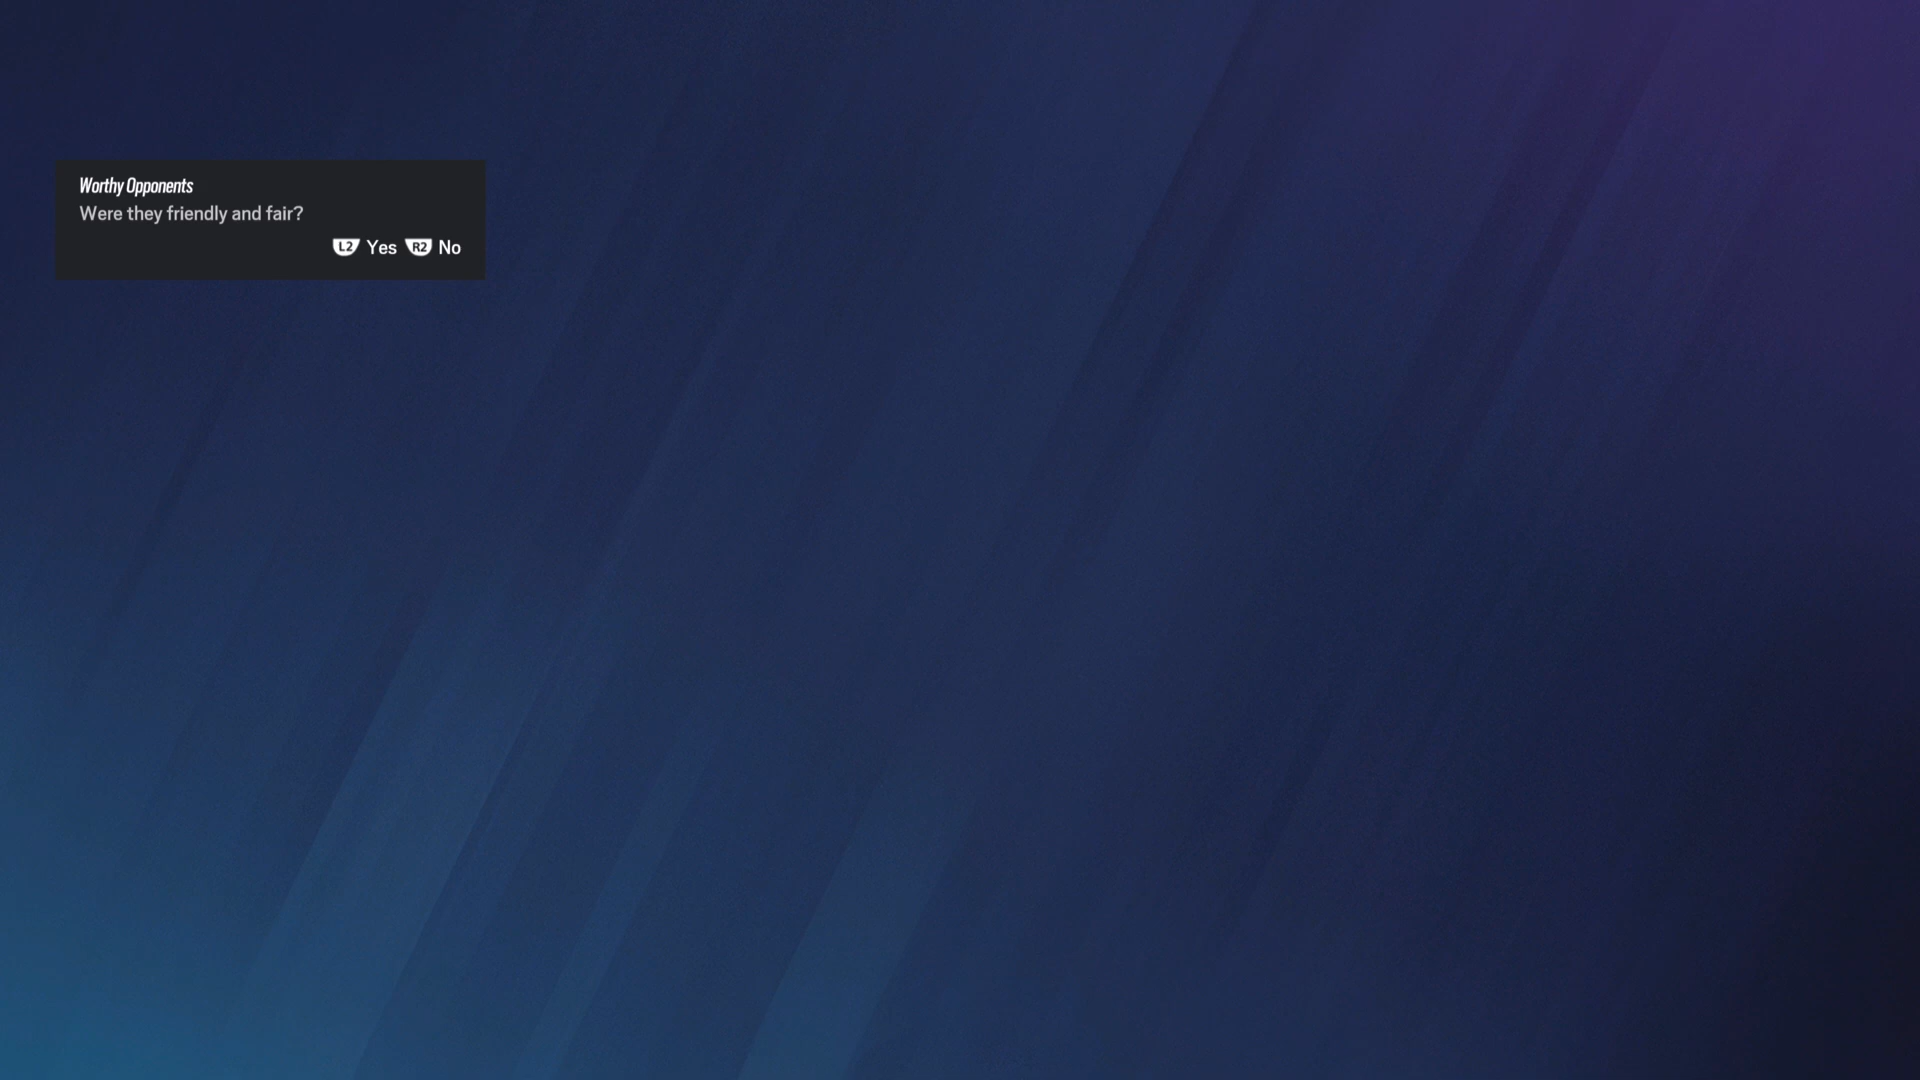 Worthy Opponents
Were they friendly and fair?
L2 Yes R2 No